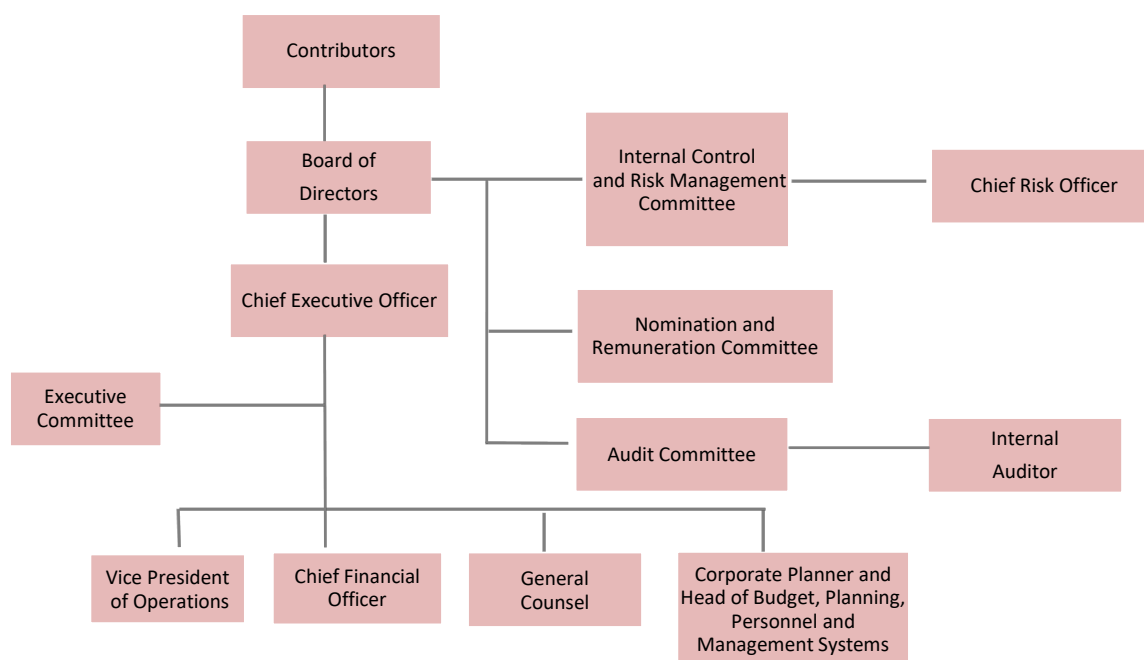 Contributors
Board of
Directors
Internal Control
and Risk Management
Committee
Chief Risk Officer
Chief Executive Officer
Nomination and
Remuneration Committee
Executive
Committee
Audit Committee
Internal
Auditor
Vice President
of Operations
Chief Financial
Officer
General
Counsel
Corporate Planner and
Head of Budget, Planning,
Personnel and
Management Systems